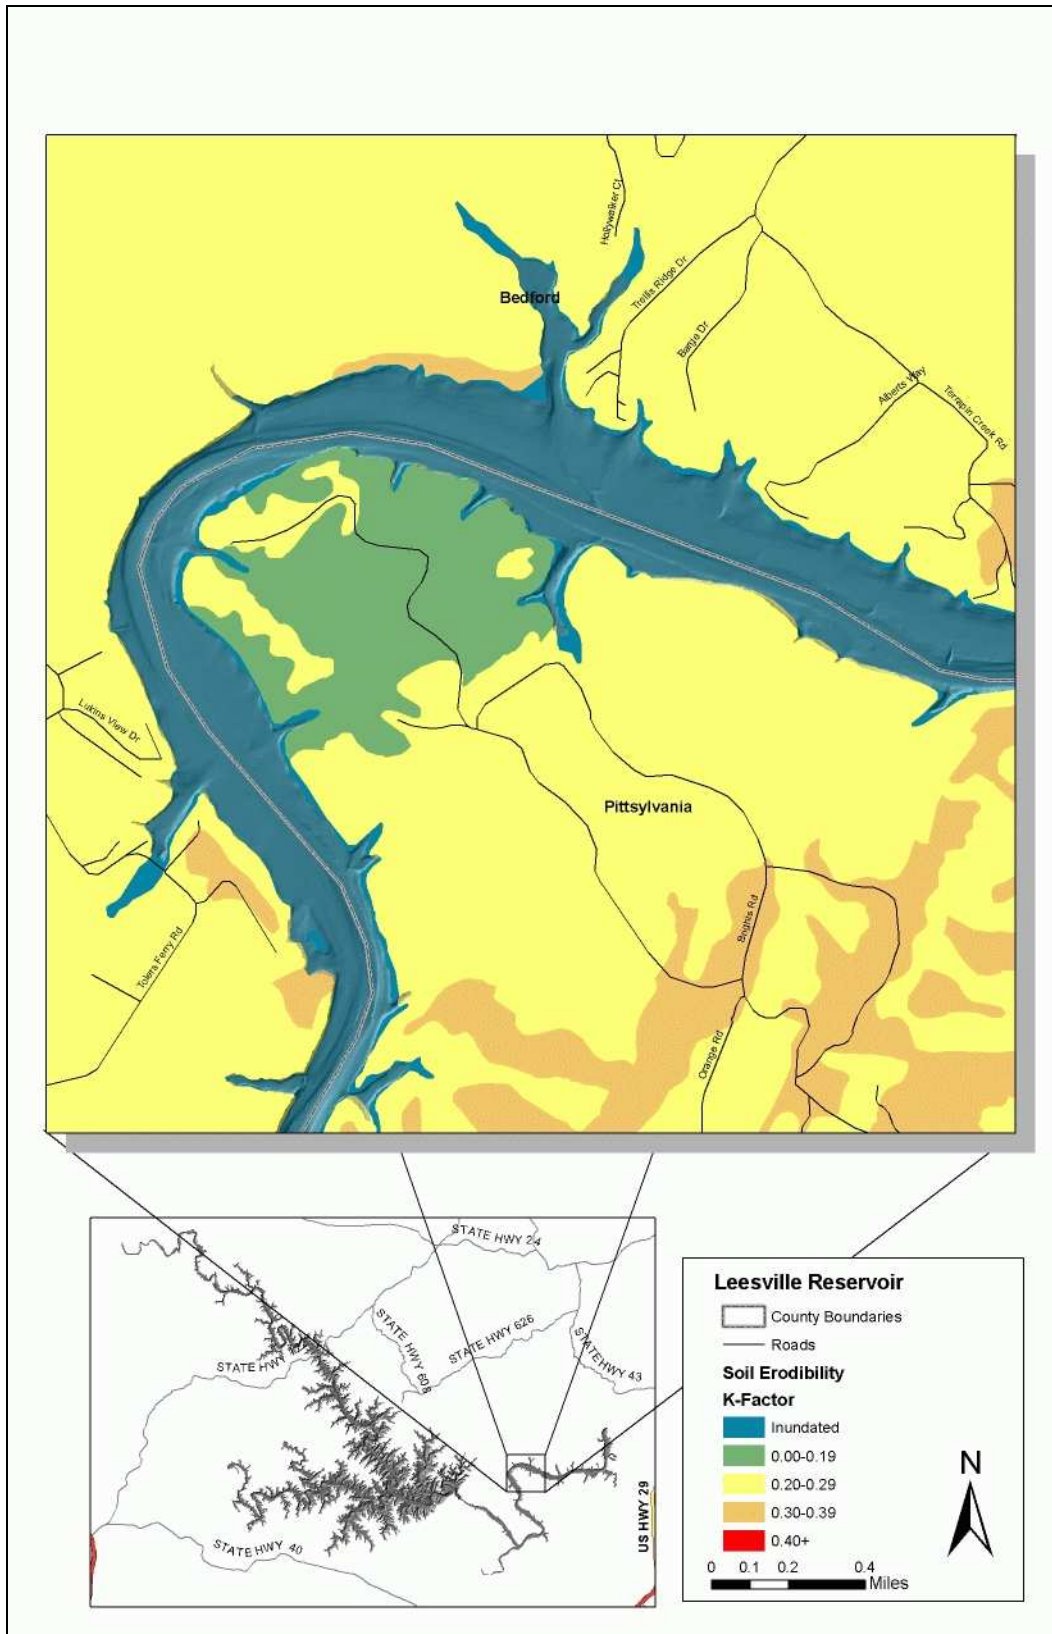 Hollywalker Ct
Trellis Ridge Dr
Bedford
Barge Dr
Alberts Way
Terrapin Creek Rd
Lukins View Dr
Pittsylvania
Brights Rd
Tolers Ferry Rd
Orange Rd
STATE HWY 24
STATE HWY 626
STATE HWY 608
STATE HWY 43
STATE HWY
US HWY 29
STATE HWY 40
Leesville Reservoir
County Boundaries
Roads
Soil Erodibility
K-Factor
Inundated
0.00-0.19
0.20-0.29
0.30-0.39
0.40+
N
0 0.1 0.2 0.4
Miles